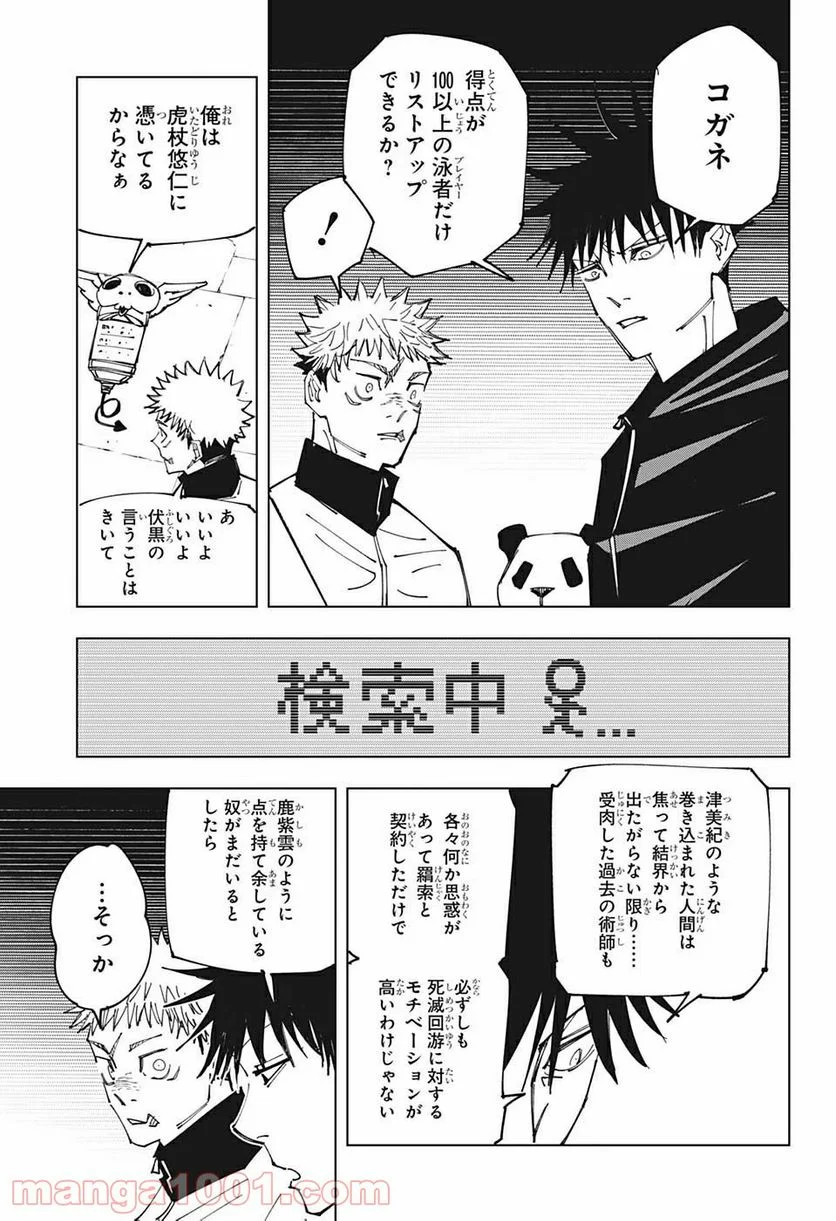 コガネ
得点が
100以上の泳者だけ
リストアップ
できるか？
！
俺は
虎杖悠仁に
憑いてる
からなぁ
あ
いいよ
いいよ
伏黒の
言うことは
きいて
検索中…
津美紀のような
巻き込まれた人間は
焦って結界から
出たがらない限り……
受肉した過去の術師も
各々何か思惑が
あって羂索と
契約しただけで
必ずしも
死滅回游に対する
モチベーションが
高いわけじゃない
鹿紫雲のように
点を持て余している
奴がまだいると
したら
…そっか
manga1001.com